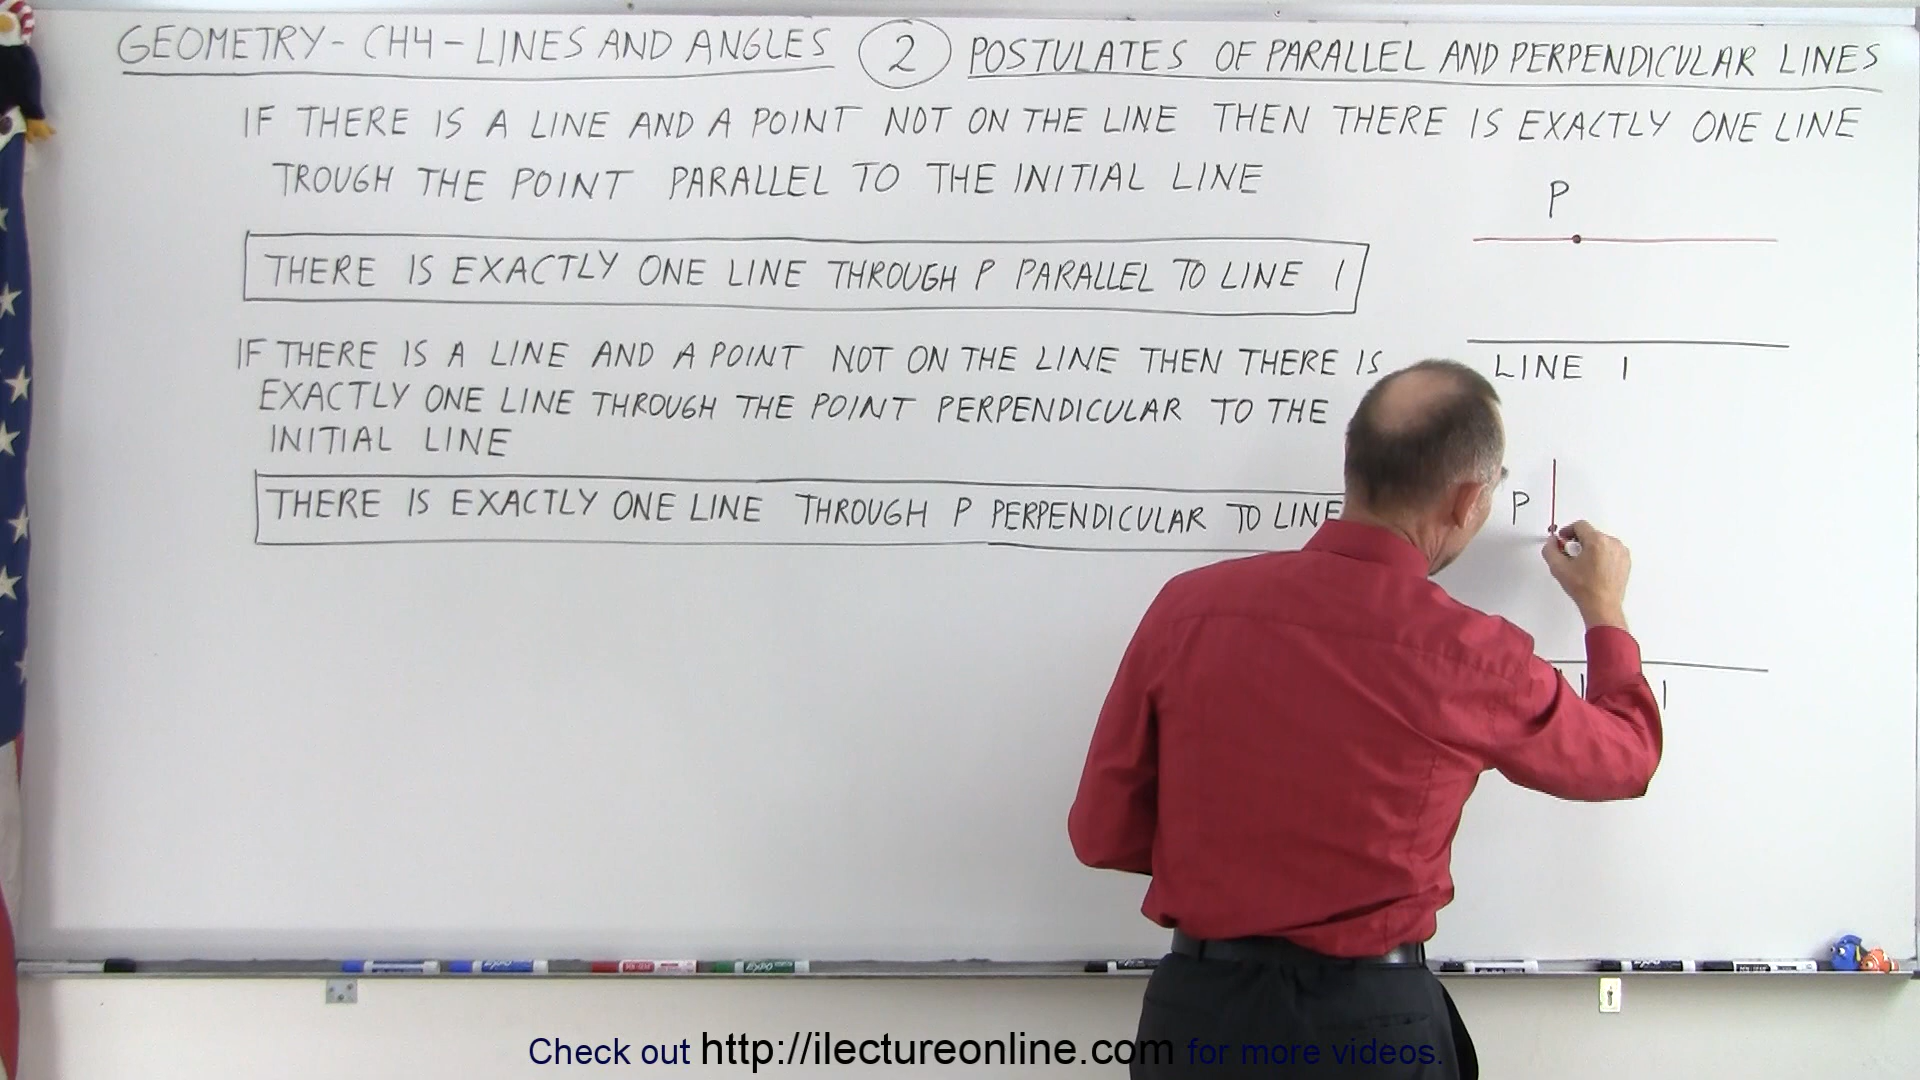 GEOMETRY - CH4 - LINES AND ANGLES 2 POSTULATES OF PARALLEL AND PERPENDICULAR LINES
IF THERE IS A LINE AND A POINT NOT ON THE LINE THEN THERE IS EXACTLY ONE LINE
TROUGH THE POINT PARALLEL TO THE INITIAL LINE
P
THERE IS EXACTLY ONE LINE THROUGH P PARALLEL TO LINE 1
LINE 1
IF THERE IS A LINE AND A POINT NOT ON THE LINE THEN THERE IS
EXACTLY ONE LINE THROUGH THE POINT PERPENDICULAR TO THE
INITIAL LINE
THERE IS EXACTLY ONE LINE THROUGH P PERPENDICULAR TO LINE
P
1
Check out http://ilectureonline.com for more videos.